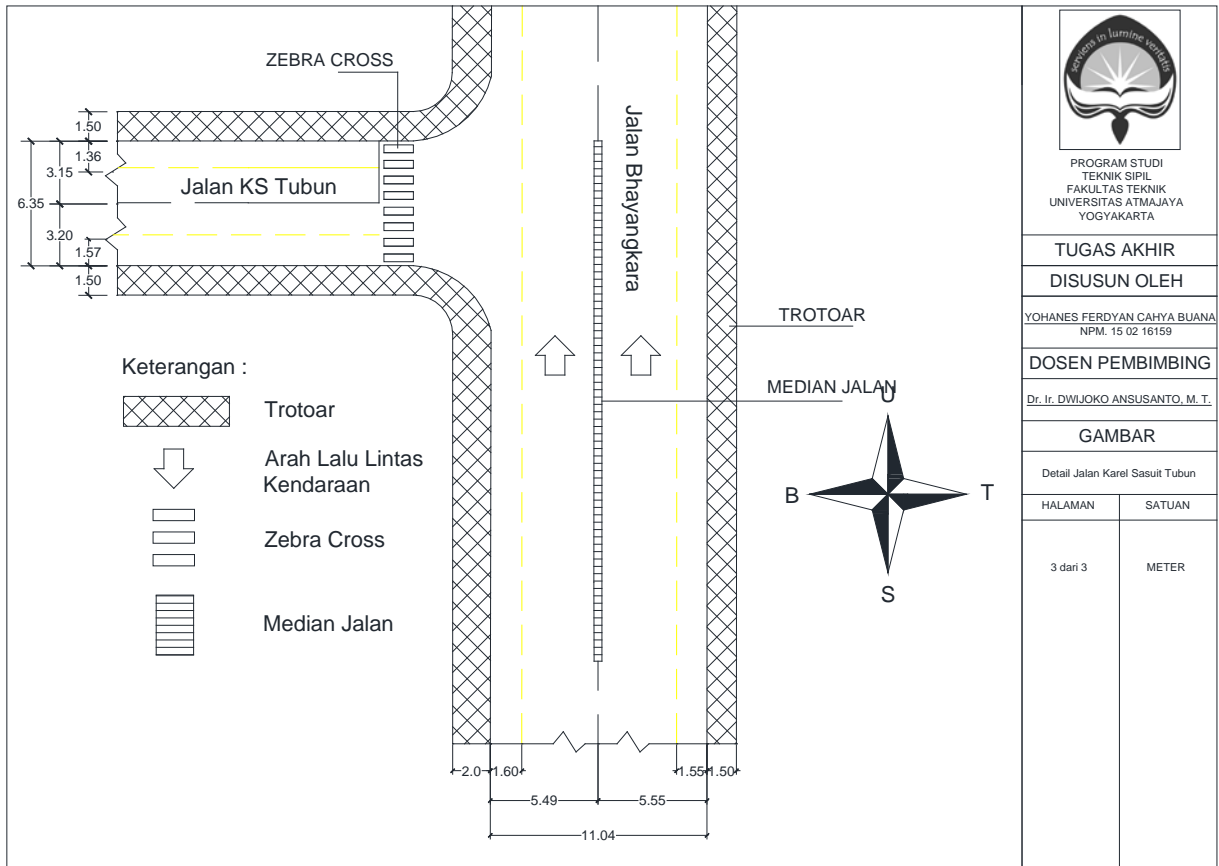 ZEBRA CROSS
1.50
1.36
3.15
6.35
3.20
1.57
1.50
Jalan KS Tubun
Jalan Bhayangkara
TROTOAR
MEDIAN JALAN
Keterangan :
Trotoar
Arah Lalu Lintas
Kendaraan
Zebra Cross
Median Jalan
U
B
T
S
2.0
1.60
1.55
1.50
5.49
5.55
11.04
serviens in lumine veritatis
PROGRAM STUDI
TEKNIK SIPIL
FAKULTAS TEKNIK
UNIVERSITAS ATMAJAYA
YOGYAKARTA
TUGAS AKHIR
DISUSUN OLEH
YOHANES FERDYAN CAHYA BUANA
NPM. 15 02 16159
DOSEN PEMBIMBING
Dr. Ir. DWIJOKO ANSUSANTO, M. T.
GAMBAR
Detail Jalan Karel Sasuit Tubun
HALAMAN
SATUAN
3 dari 3
METER